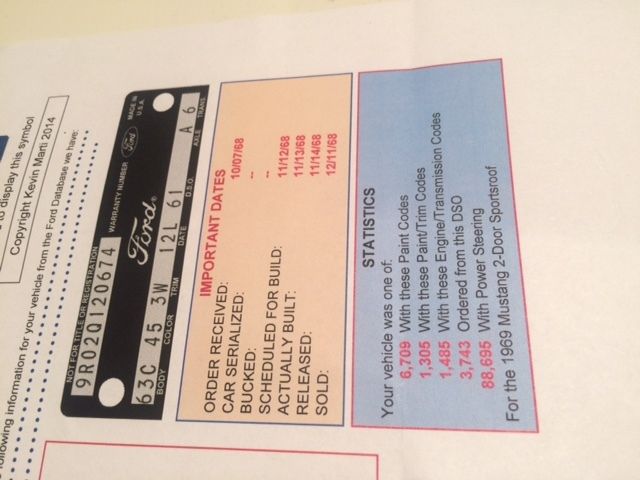 to display this symbol
Copyright Kevin Marti 2014
following information for your vehicle from the Ford Database we have:
NOT FOR TITLE OR REGISTRATION
9R02Q120674 WARRANTY NUMBER Ford MADE IN
U.S.A.
Ford
63C 45 3W 12L 61 A 6
BODY COLOR TRIM DATE D.S.O. AXLE TRANS
IMPORTANT DATES
ORDER RECEIVED: 10/07/68
CAR SERIALIZED: --
BUCKED: --
SCHEDULED FOR BUILD: 11/12/68
ACTUALLY BUILT: 11/13/68
RELEASED: 11/14/68
SOLD: 12/11/68
STATISTICS
Your vehicle was one of:
6,709 With these Paint Codes
1,305 With these Paint/Trim Codes
1,485 With these Engine/Transmission Codes
3,743 Ordered from this DSO
88,695 With Power Steering
For the 1969 Mustang 2-Door Sportsroof